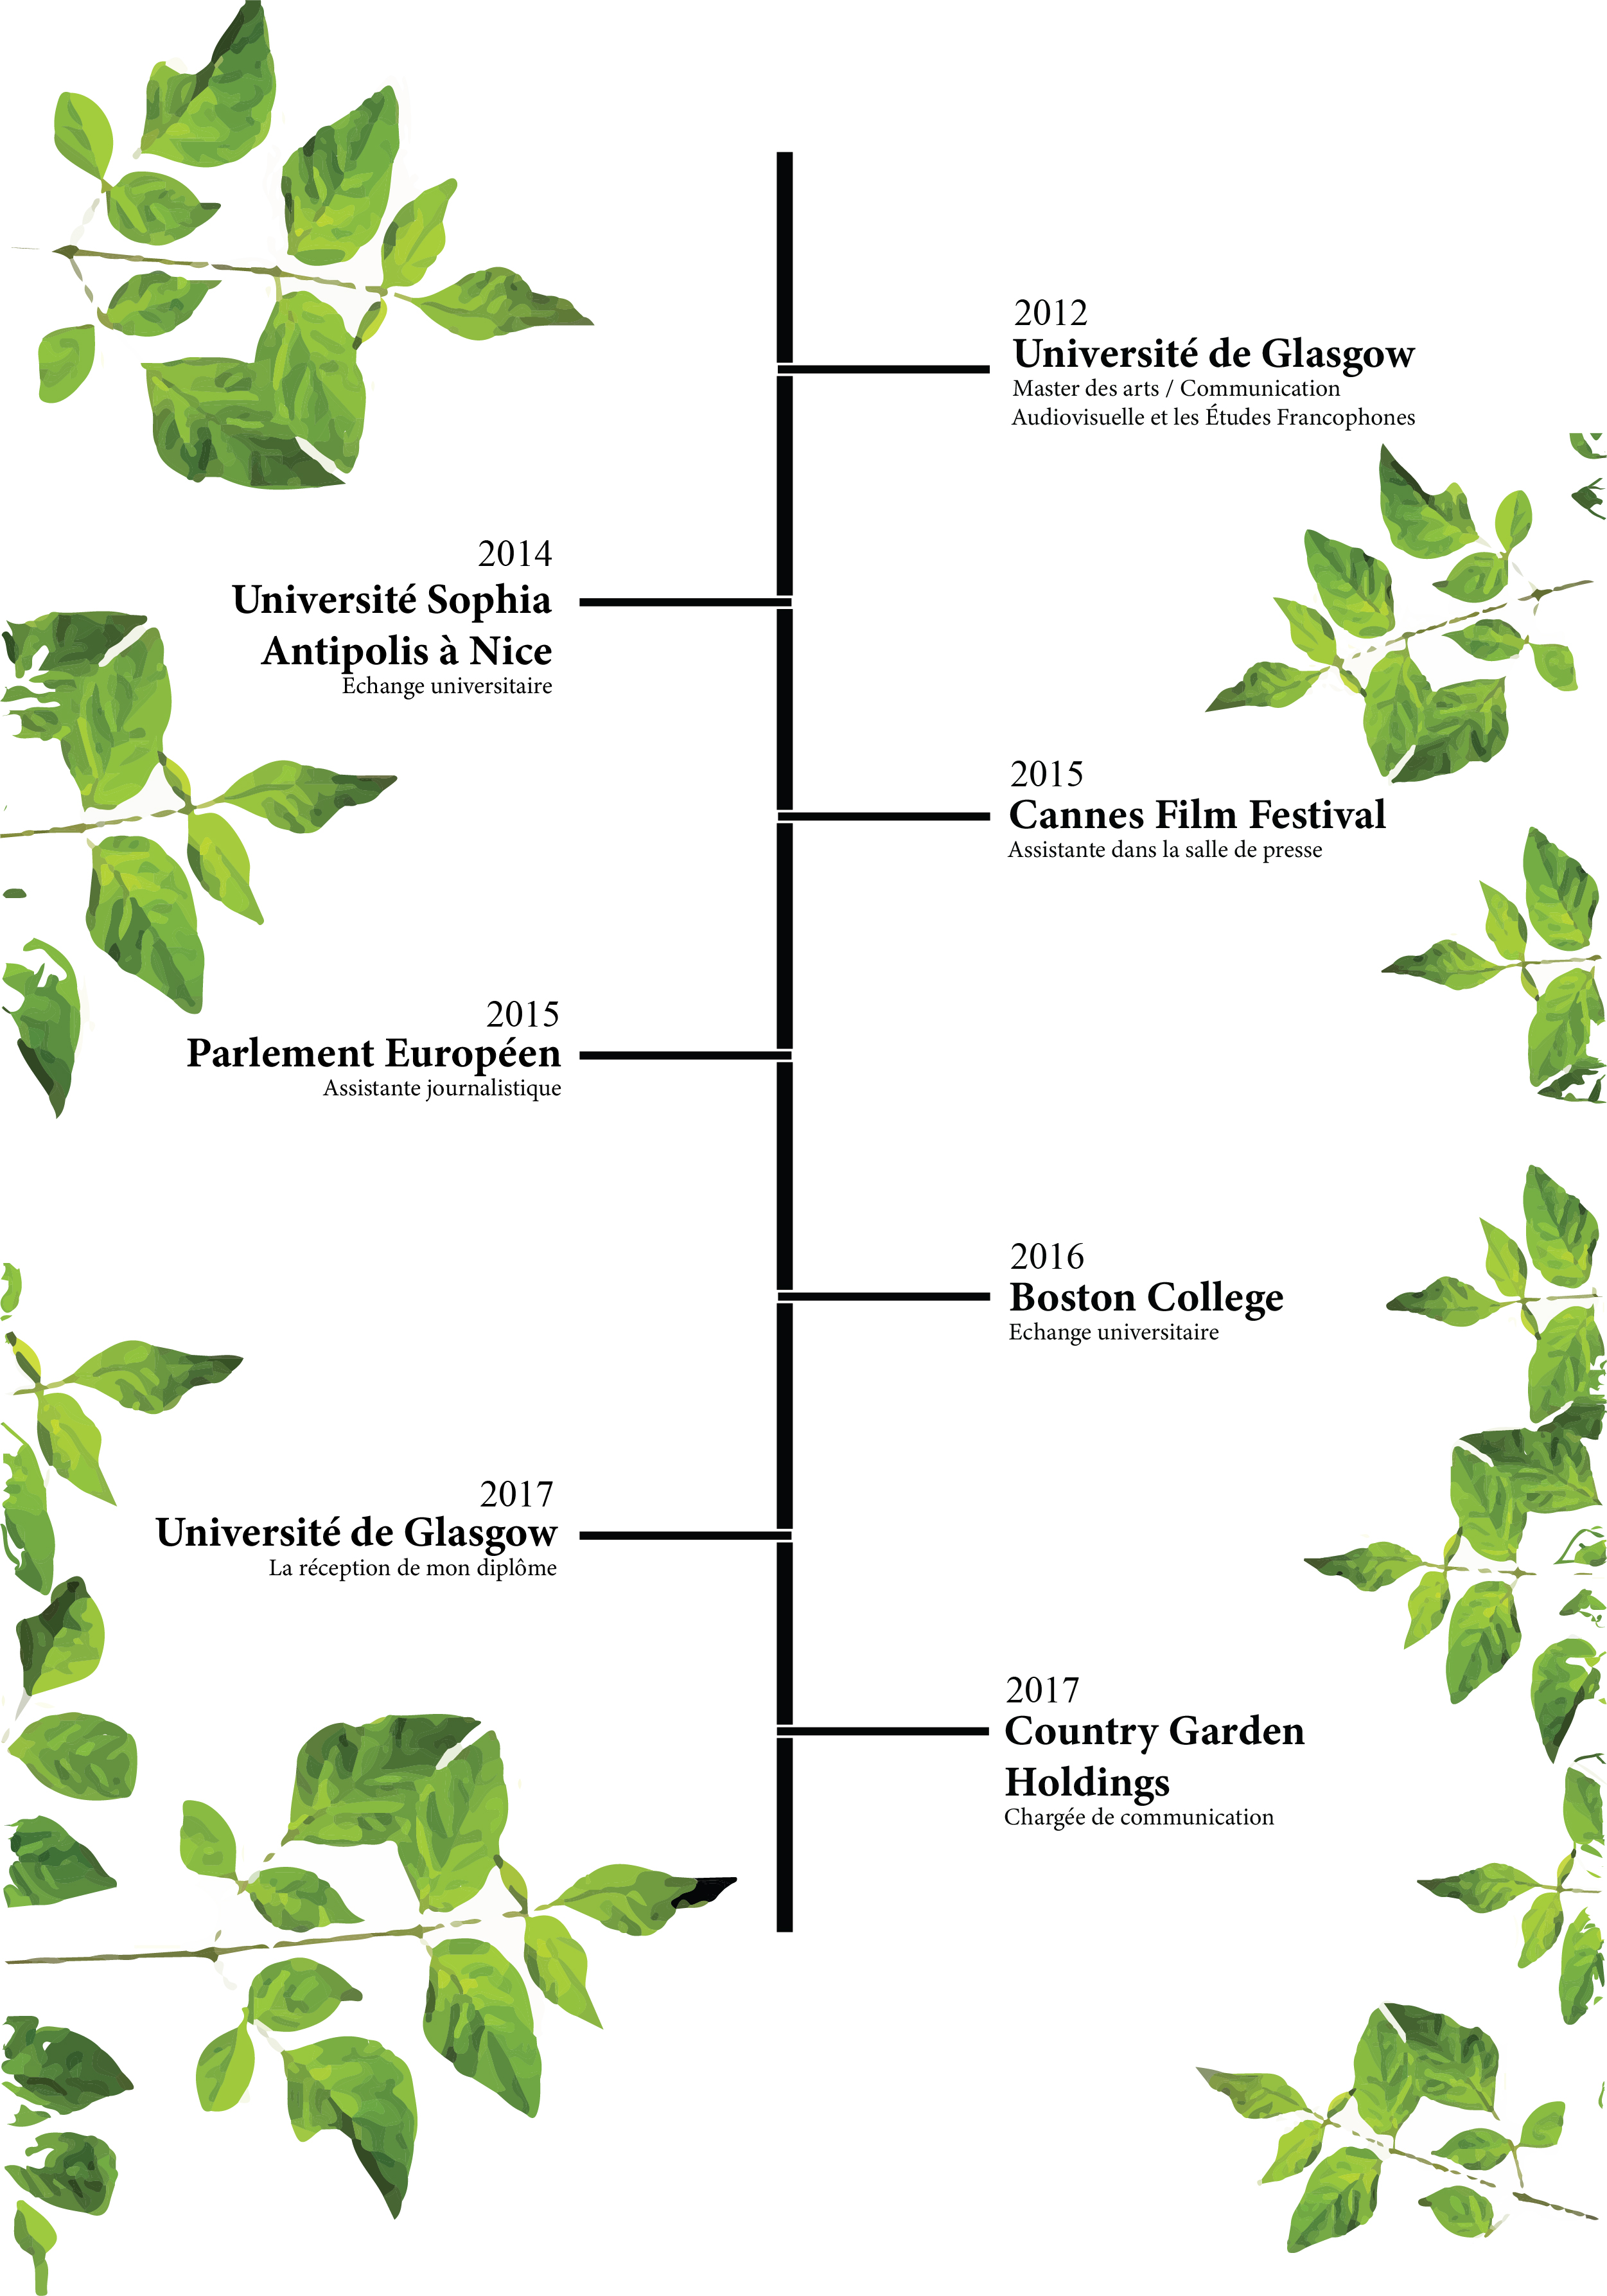 2012
Université de Glasgow
Master des arts / Communication
Audiovisuelle et les Études Francophones
2014
Université Sophia
Antipolis à Nice
Echange universitaire
2015
Cannes Film Festival
Assistante dans la salle de presse
2015
Parlement Européen
Assistante journalistique
2016
Boston College
Echange universitaire
2017
Université de Glasgow
La réception de mon diplôme
2017
Country Garden
Holdings
Chargée de communication